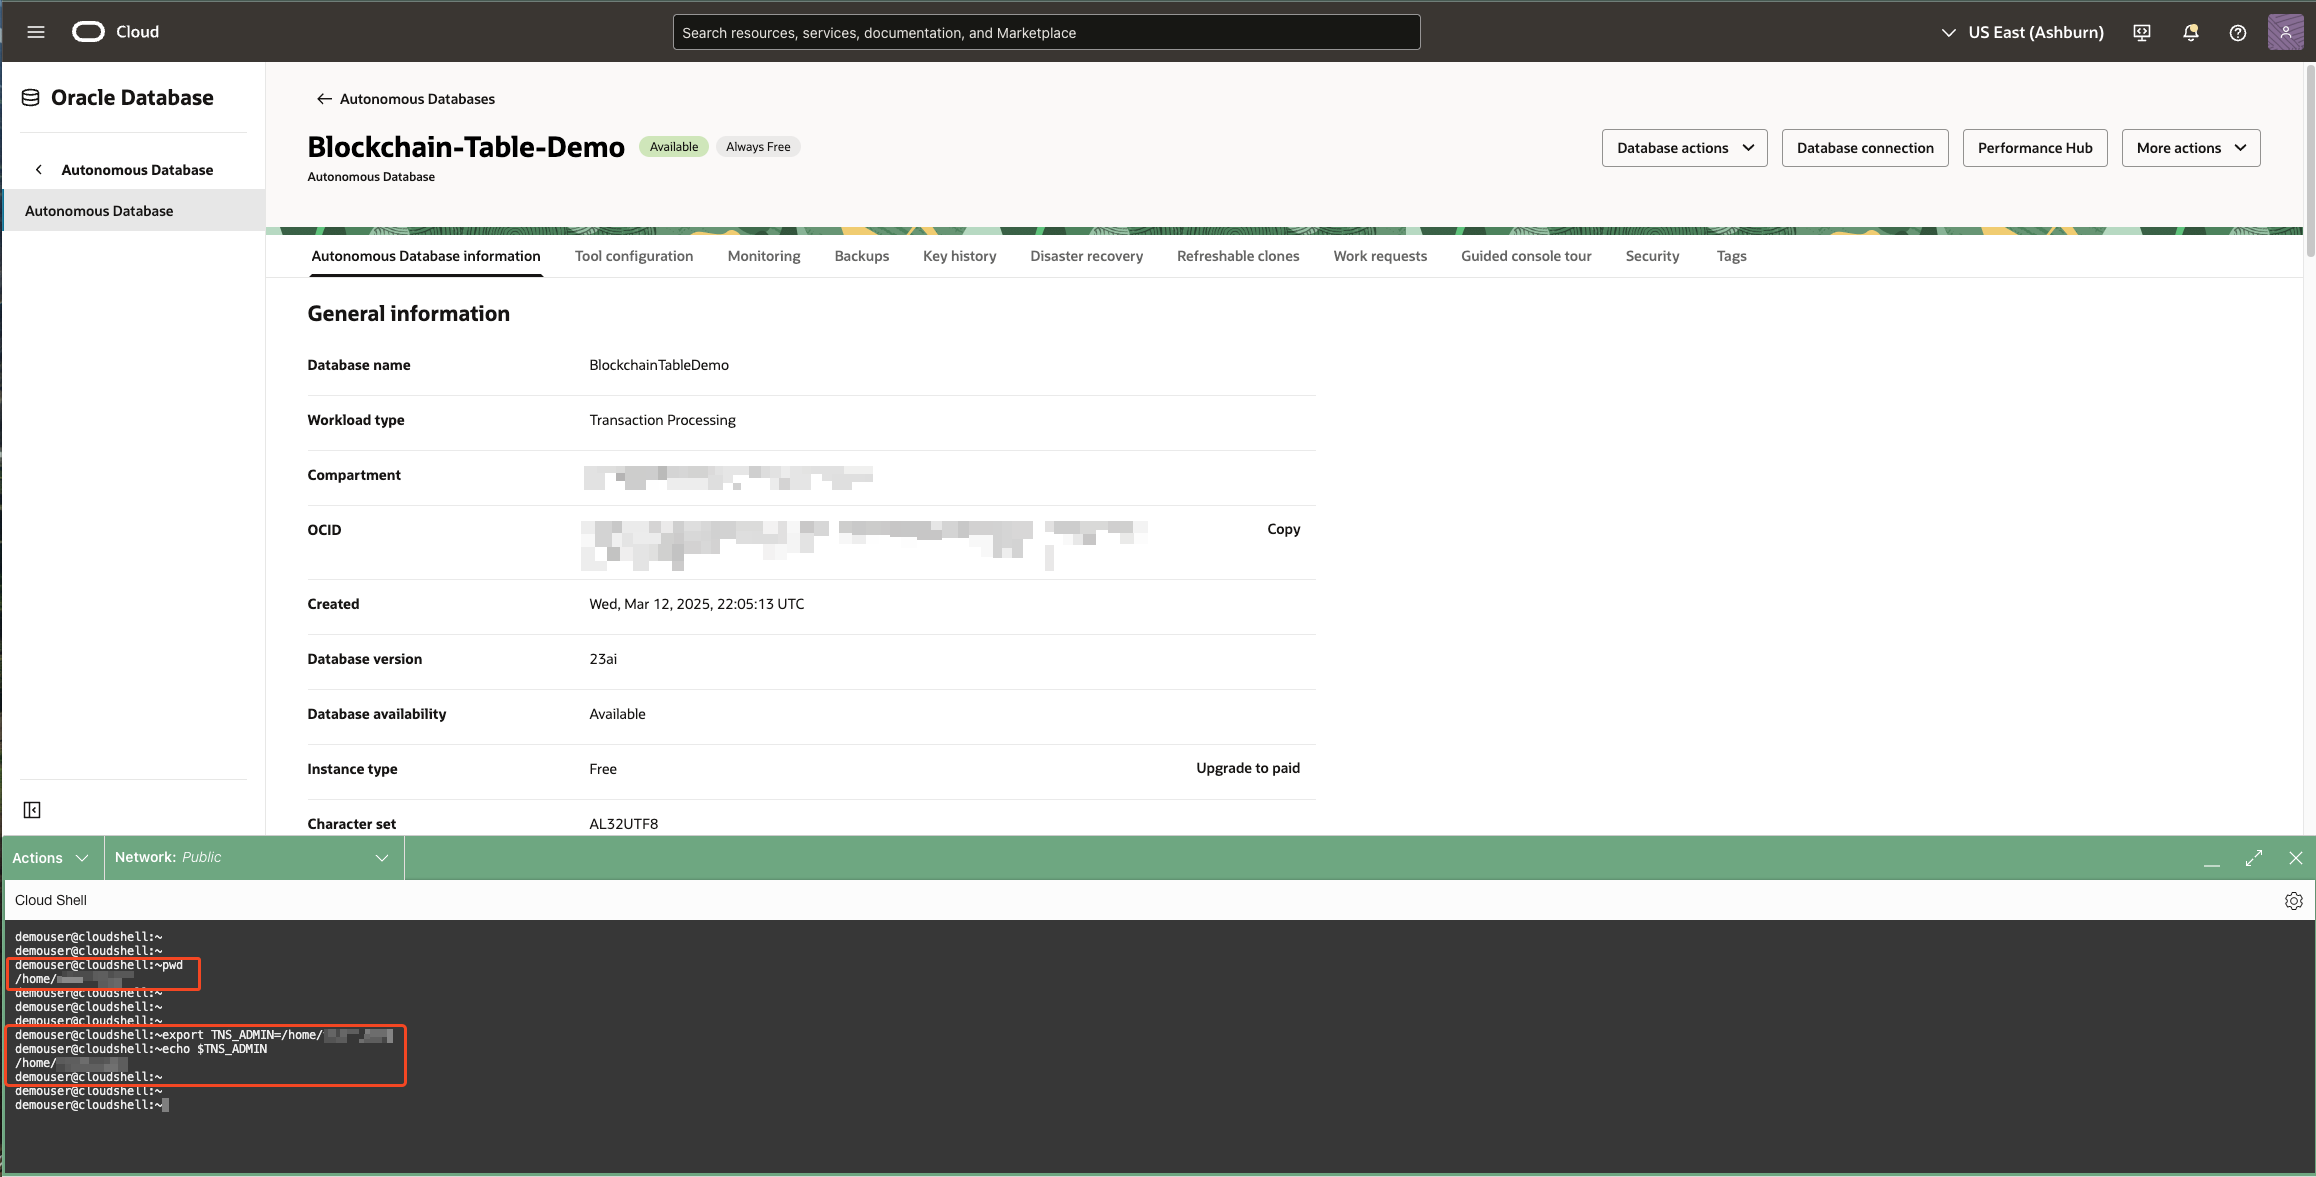 Cloud
Search resources, services, documentation, and Marketplace
US East (Ashburn)
Oracle Database
Autonomous Database
Autonomous Database
Autonomous Databases
Blockchain-Table-Demo
Available
Always Free
Autonomous Database
Database actions
Database connection
Performance Hub
More actions
Autonomous Database information
Tool configuration
Monitoring
Backups
Key history
Disaster recovery
Refreshable clones
Work requests
Guided console tour
Security
Tags
General information
Database name BlockchainTableDemo
Workload type Transaction Processing
Compartment
OCID Copy
Created Wed, Mar 12, 2025, 22:05:13 UTC
Database version 23ai
Database availability Available
Instance type Free Upgrade to paid
Character set AL32UTF8
Actions
Network: Public
Cloud Shell
demouser@cloudshell:~
demouser@cloudshell:~
demouser@cloudshell:~pwd
/home/
demouser@cloudshell:~
demouser@cloudshell:~
demouser@cloudshell:~
demouser@cloudshell:~export TNS_ADMIN=/home/
demouser@cloudshell:~echo $TNS_ADMIN
/home/
demouser@cloudshell:~
demouser@cloudshell:~
demouser@cloudshell:~